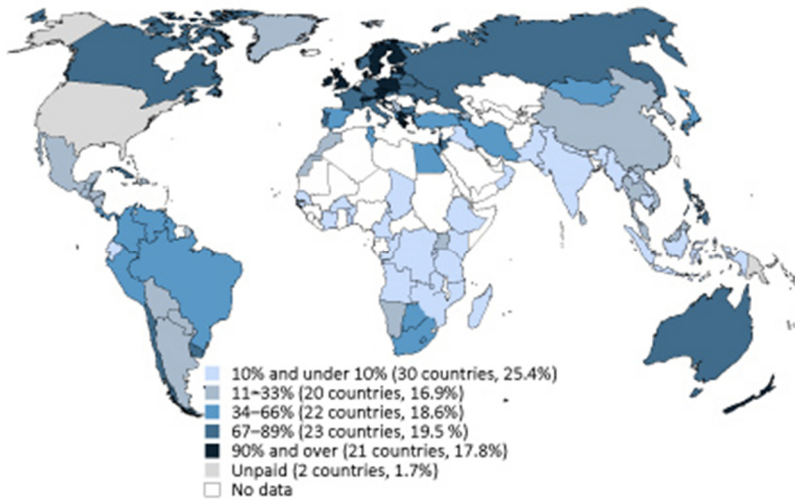 10% and under 10% (30 countries, 25.4%)
11–33% (20 countries, 16.9%)
34–66% (22 countries, 18.6%)
67–89% (23 countries, 19.5 %)
90% and over (21 countries, 17.8%)
Unpaid (2 countries, 1.7%)
No data